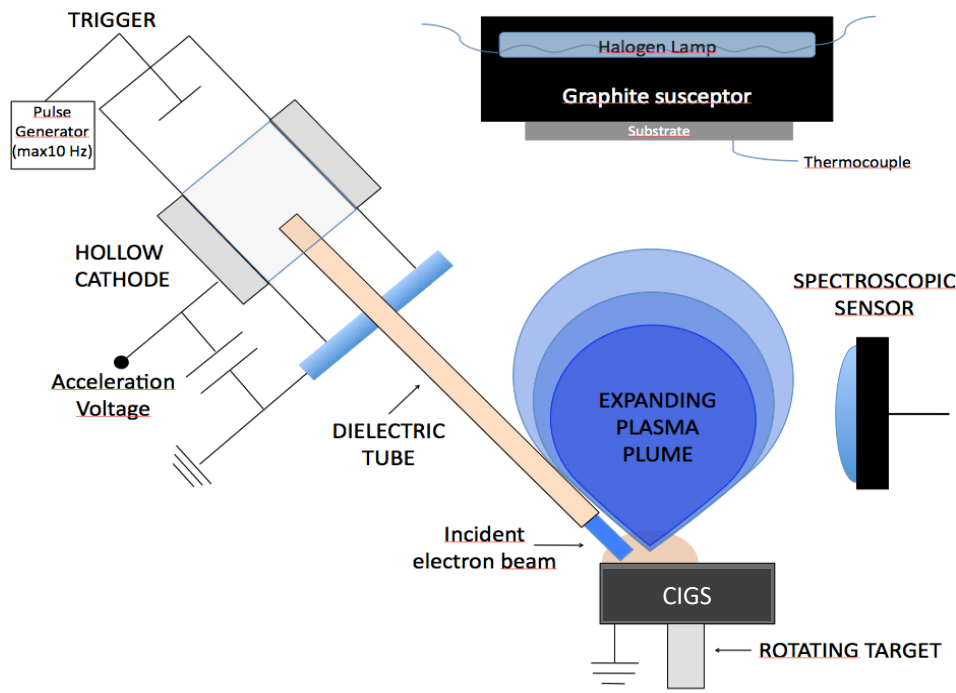 TRIGGER
Pulse
Generator
(max10 Hz)
HOLLOW
CATHODE
Acceleration
Voltage
DIELECTRIC
TUBE
Incident
electron beam
Halogen Lamp
Graphite susceptor
Substrate
Thermocouple
EXPANDING
PLASMA
PLUME
SPECTROSCOPIC
SENSOR
CIGS
ROTATING TARGET